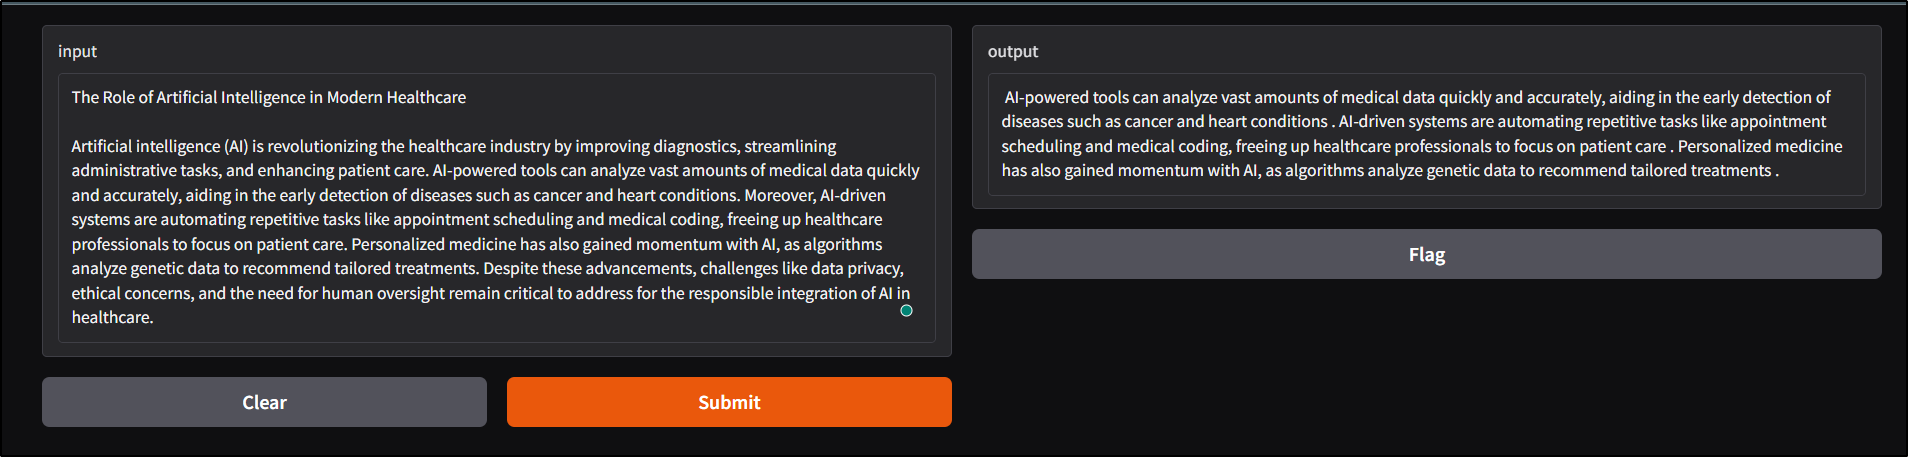 input
The Role of Artificial Intelligence in Modern Healthcare
Artificial intelligence (AI) is revolutionizing the healthcare industry by improving diagnostics, streamlining
administrative tasks, and enhancing patient care. AI-powered tools can analyze vast amounts of medical data quickly
and accurately, aiding in the early detection of diseases such as cancer and heart conditions. Moreover, AI-driven
systems are automating repetitive tasks like appointment scheduling and medical coding, freeing up healthcare
professionals to focus on patient care. Personalized medicine has also gained momentum with AI, as algorithms
analyze genetic data to recommend tailored treatments. Despite these advancements, challenges like data privacy,
ethical concerns, and the need for human oversight remain critical to address for the responsible integration of AI in
healthcare.
Clear
Submit
output
AI-powered tools can analyze vast amounts of medical data quickly and accurately, aiding in the early detection of
diseases such as cancer and heart conditions . AI-driven systems are automating repetitive tasks like appointment
scheduling and medical coding, freeing up healthcare professionals to focus on patient care . Personalized medicine
has also gained momentum with AI, as algorithms analyze genetic data to recommend tailored treatments .
Flag